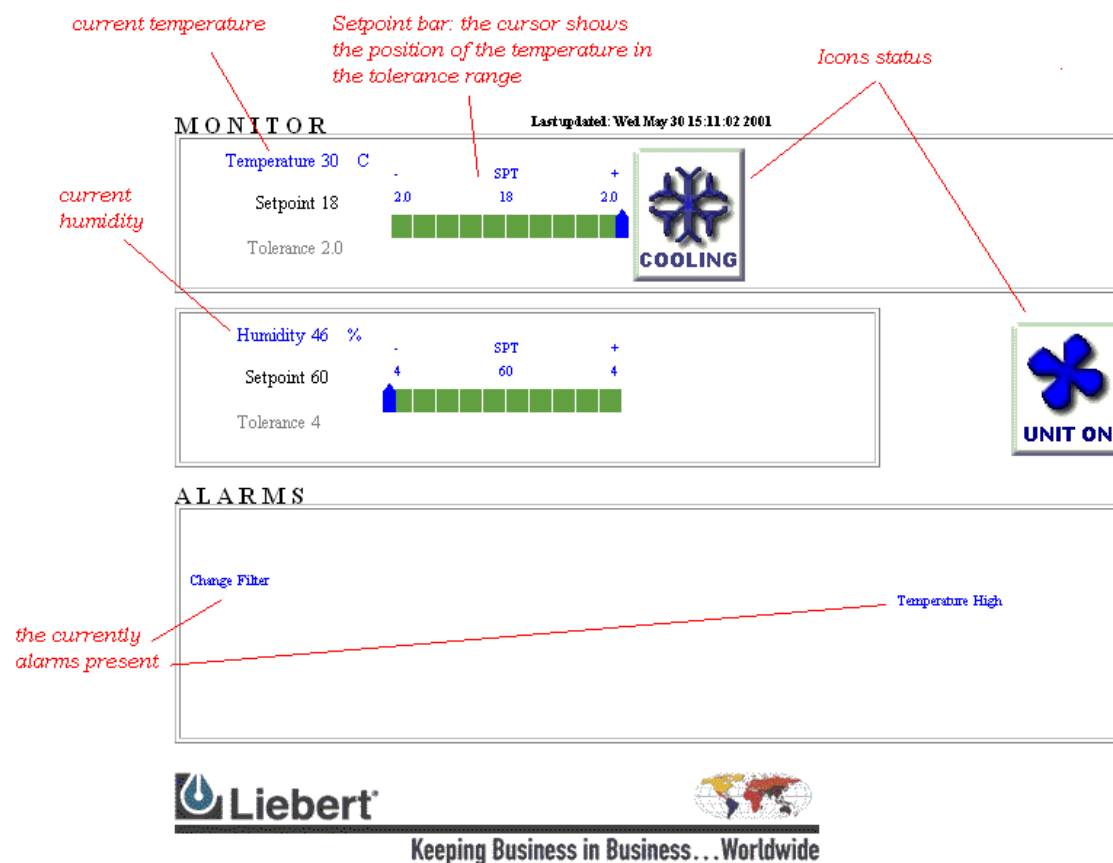 current temperature
Setpoint bar: the cursor shows
the position of the temperature in
the tolerance range
Icons status
MONITOR
Last updated: Wed May 30 15:11:02 2001
Temperature 30 C
- SPT +
Setpoint 18
2.0 18 2.0
Tolerance 2.0
COOLING
current
humidity
Humidity 46 %
- SPT +
Setpoint 60
4 60 4
Tolerance 4
UNIT ON
ALARMS
Change Filter
Temperature High
the currently
alarms present
Liebert®
Keeping Business in Business...Worldwide